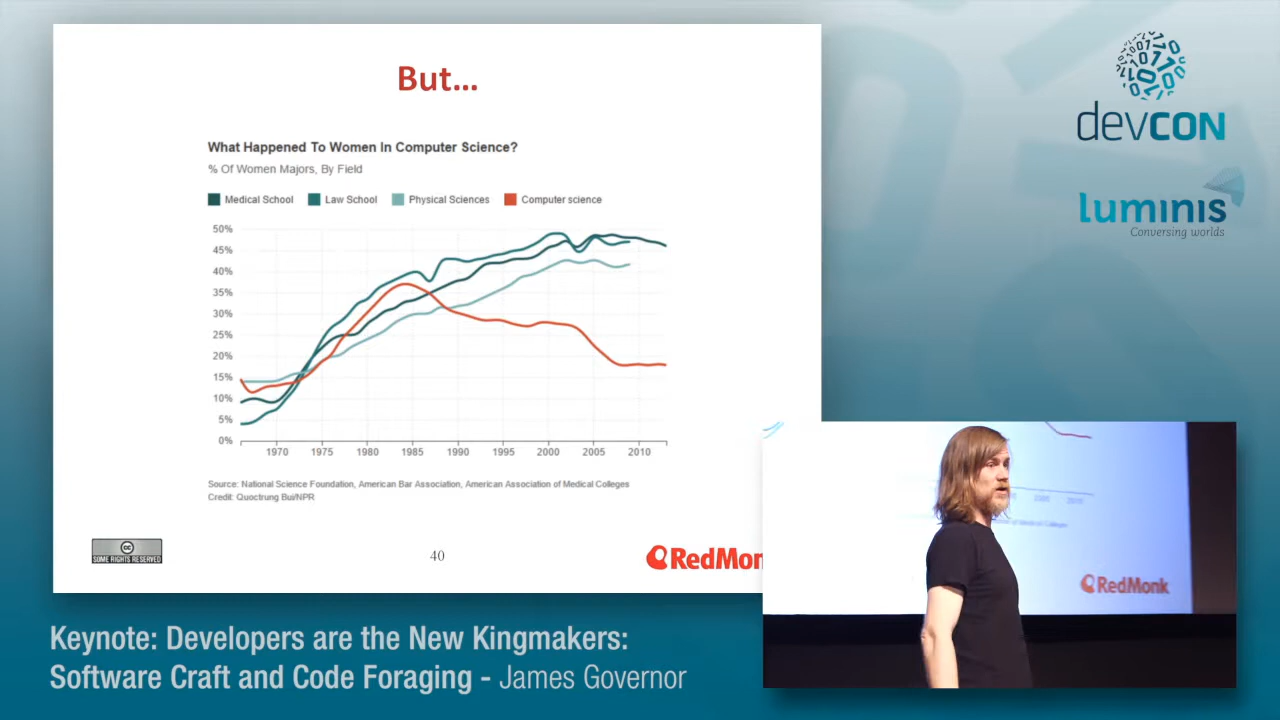 But...
What Happened To Women In Computer Science?
% Of Women Majors, By Field
Medical School Law School Physical Sciences Computer science
50%
45%
40%
35%
30%
25%
20%
15%
10%
5%
0%
1970 1975 1980 1985 1990 1995 2000 2005 2010
Source: National Science Foundation, American Bar Association, American Association of Medical Colleges
Credit: Quoctrung Bui/NPR
cc
SOME RIGHTS RESERVED
40
RedMon
devCON
luminis
Conversing worlds
RedMonk
Keynote: Developers are the New Kingmakers:
Software Craft and Code Foraging - James Governor